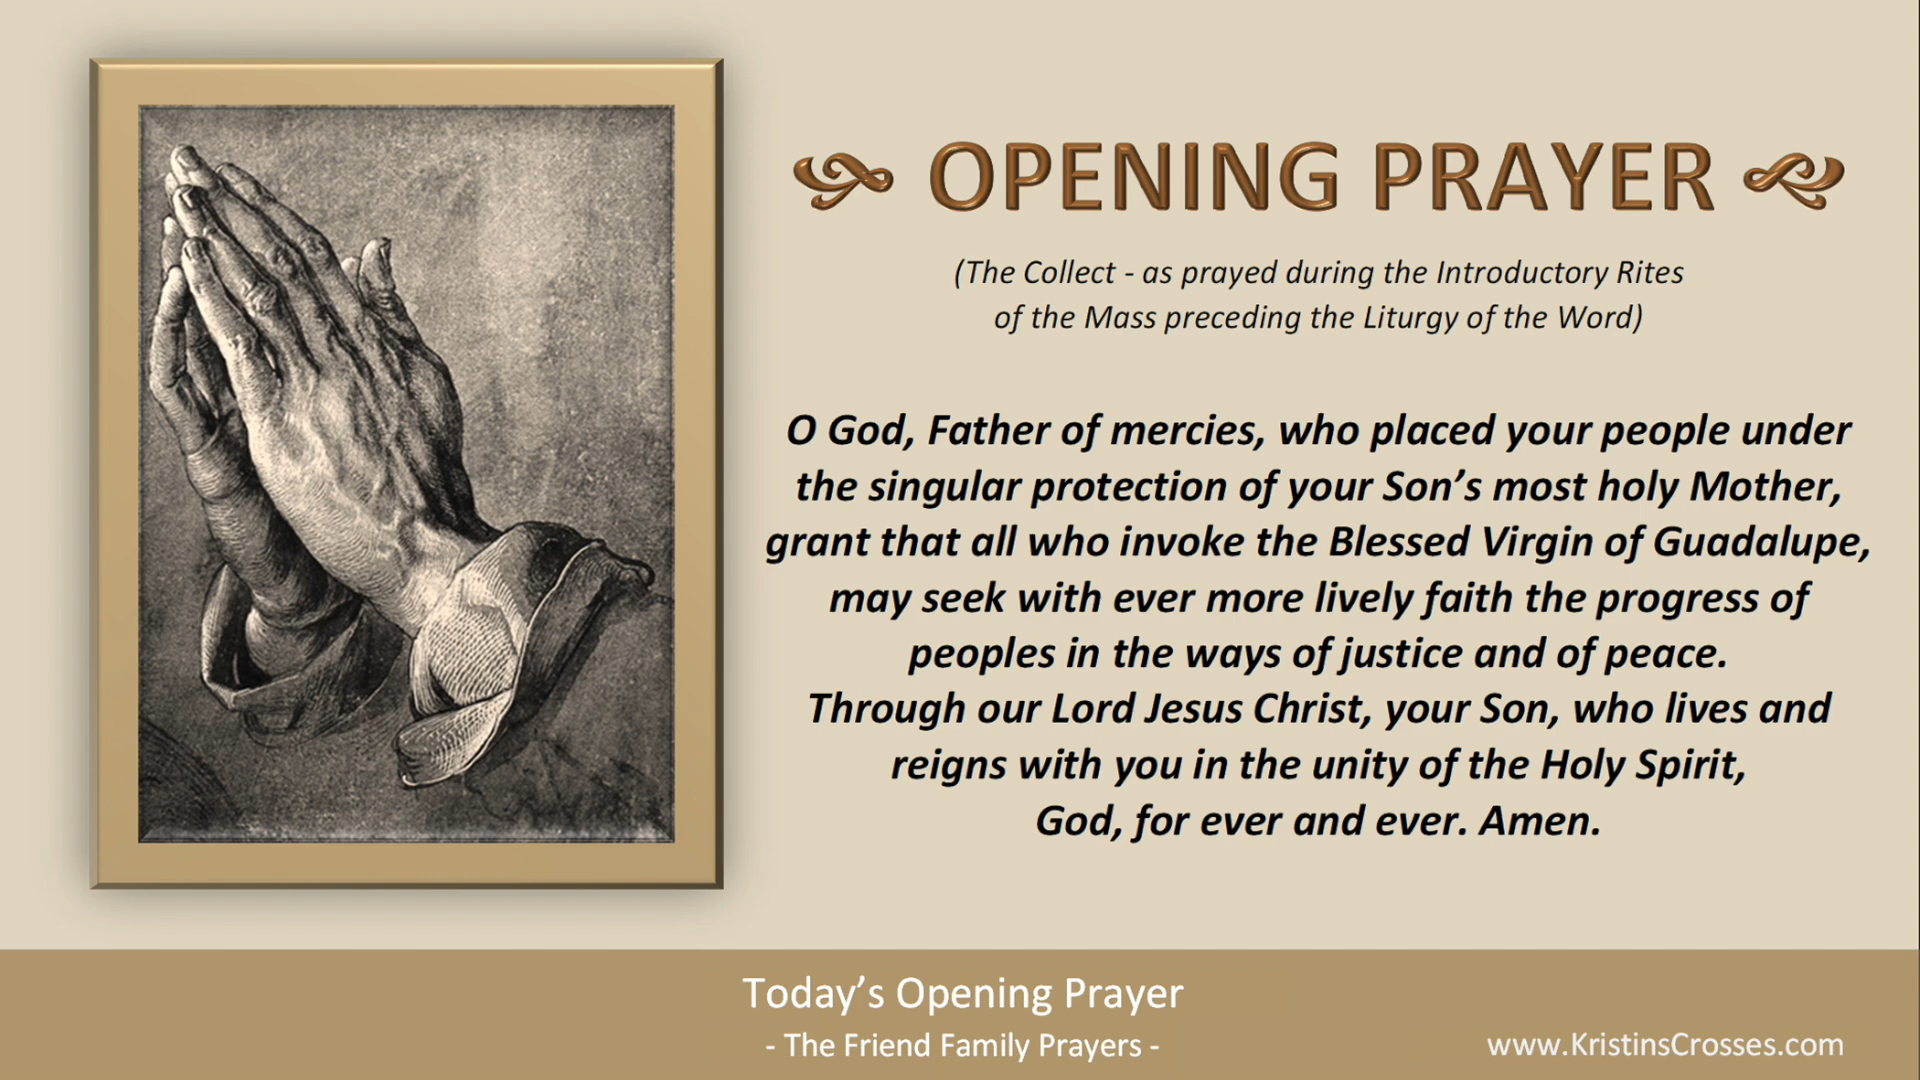 OPENING PRAYER
(The Collect - as prayed during the Introductory Rites
of the Mass preceding the Liturgy of the Word)
O God, Father of mercies, who placed your people under
the singular protection of your Son’s most holy Mother,
grant that all who invoke the Blessed Virgin of Guadalupe,
may seek with ever more lively faith the progress of
peoples in the ways of justice and of peace.
Through our Lord Jesus Christ, your Son, who lives and
reigns with you in the unity of the Holy Spirit,
God, for ever and ever. Amen.
Today’s Opening Prayer
- The Friend Family Prayers -
www.KristinsCrosses.com